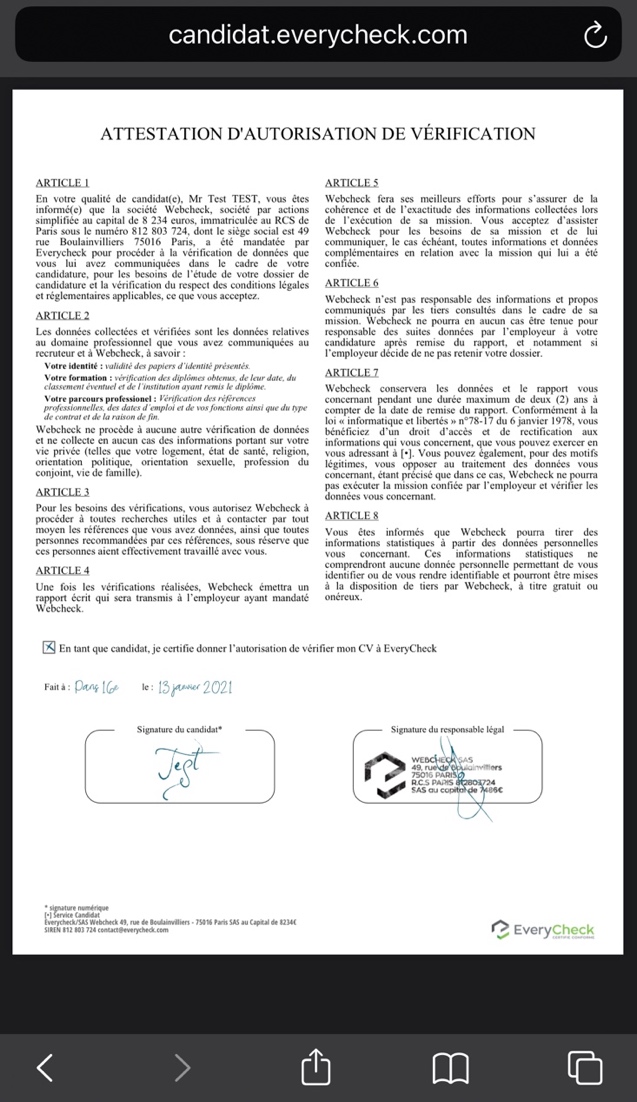 candidat.everycheck.com
ATTESTATION D'AUTORISATION DE VÉRIFICATION
ARTICLE 1
En votre qualité de candidat(e), Mr Test TEST, vous êtes
informé(e) que la société Webcheck, société par actions
simplifiée au capital de 8 234 euros, immatriculée au RCS de
Paris sous le numéro 812 803 724, dont le siège social est 49
rue Boulainvilliers 75016 Paris, a été mandatée par
Everycheck pour procéder à la vérification de données que
vous lui avez communiquées dans le cadre de votre
candidature, pour les besoins de l'étude de votre dossier de
candidature et la vérification du respect des conditions légales
et réglementaires applicables, ce que vous acceptez.
ARTICLE 2
Les données collectées et vérifiées sont les données relatives
au domaine professionnel que vous avez communiquées au
recruteur et à Webcheck, à savoir :
Votre identité : validité des papiers d'identité présentés.
Votre formation : vérification des diplômes obtenus, de leur date, du
classement éventuel et de l'institution ayant remis le diplôme.
Votre parcours professionel : Vérification des références
professionnelles, des dates d'emploi et de vos fonctions ainsi que du type
de contrat et de la raison de fin.
Webcheck ne procède à aucune autre vérification de données
et ne collecte en aucun cas des informations portant sur votre
vie privée (telles que votre logement, état de santé, religion,
orientation politique, orientation sexuelle, profession du
conjoint, vie de famille).
ARTICLE 3
Pour les besoins des vérifications, vous autorisez Webcheck à
procéder à toutes recherches utiles et à contacter par tout
moyen les références que vous avez données, ainsi que toutes
personnes recommandées par ces références, sous réserve que
ces personnes aient effectivement travaillé avec vous.
ARTICLE 4
Une fois les vérifications réalisées, Webcheck émettra un
rapport écrit qui sera transmis à l'employeur ayant mandaté
Webcheck.
ARTICLE 5
Webcheck fera ses meilleurs efforts pour s'assurer de la
cohérence et de l'exactitude des informations collectées lors
de l'exécution de sa mission. Vous acceptez d'assister
Webcheck pour les besoins de sa mission et de lui
communiquer, le cas échéant, toutes informations et données
complémentaires en relation avec la mission qui lui a été
confiée.
ARTICLE 6
Webcheck n'est pas responsable des informations et propos
communiqués par les tiers consultés dans le cadre de sa
mission. Webcheck ne pourra en aucun cas être tenue pour
responsable des suites données par l'employeur à votre
candidature après remise du rapport, et notamment si
l'employeur décide de ne pas retenir votre dossier.
ARTICLE 7
Webcheck conservera les données et le rapport vous
concernant pendant une durée maximum de deux (2) ans à
compter de la date de remise du rapport. Conformément à la
loi « informatique et libertés » n°78-17 du 6 janvier 1978, vous
bénéficiez d'un droit d'accès et de rectification aux
informations qui vous concernent, que vous pouvez exercer en
vous adressant à [•]. Vous pouvez également, pour des motifs
légitimes, vous opposer au traitement des données vous
concernant, étant précisé que dans ce cas, Webcheck ne pourra
pas exécuter la mission confiée par l'employeur et vérifier les
données vous concernant.
ARTICLE 8
Vous êtes informés que Webcheck pourra tirer des
informations statistiques à partir des données personnelles
vous concernant. Ces informations statistiques ne
comprendront aucune donnée personnelle permettant de vous
identifier ou de vous rendre identifiable et pourront être mises
à la disposition de tiers par Webcheck, à titre gratuit ou
onéreux.
En tant que candidat, je certifie donner l'autorisation de vérifier mon CV à EveryCheck
Fait à : Paris 16e le : 13 janvier 2021
Signature du candidat*
Test
Signature du responsable légal
WEBCHECK SAS
49, rue de Boulainvilliers
75016 PARIS
R.C.S PARIS 812803724
SAS au capital de 7486€
* signature numérique
[•] Service Candidat
Everycheck/SAS Webcheck 49, rue de Boulainvilliers - 75016 Paris SAS au Capital de 8234€
SIREN 812 803 724 contact@everycheck.com
EveryCheck